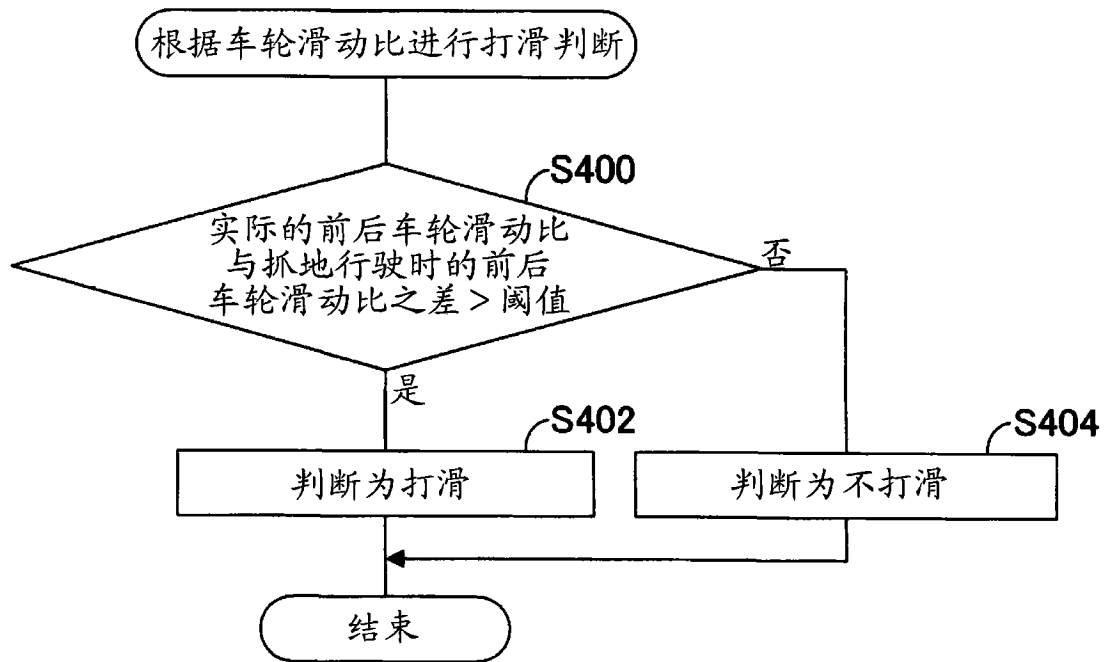 根据车轮滑动比进行打滑判断
S400
实际的前后车轮滑动比
与抓地行驶时的前后
车轮滑动比之差>阈值
否
是
S402
判断为打滑
S404
判断为不打滑
结束